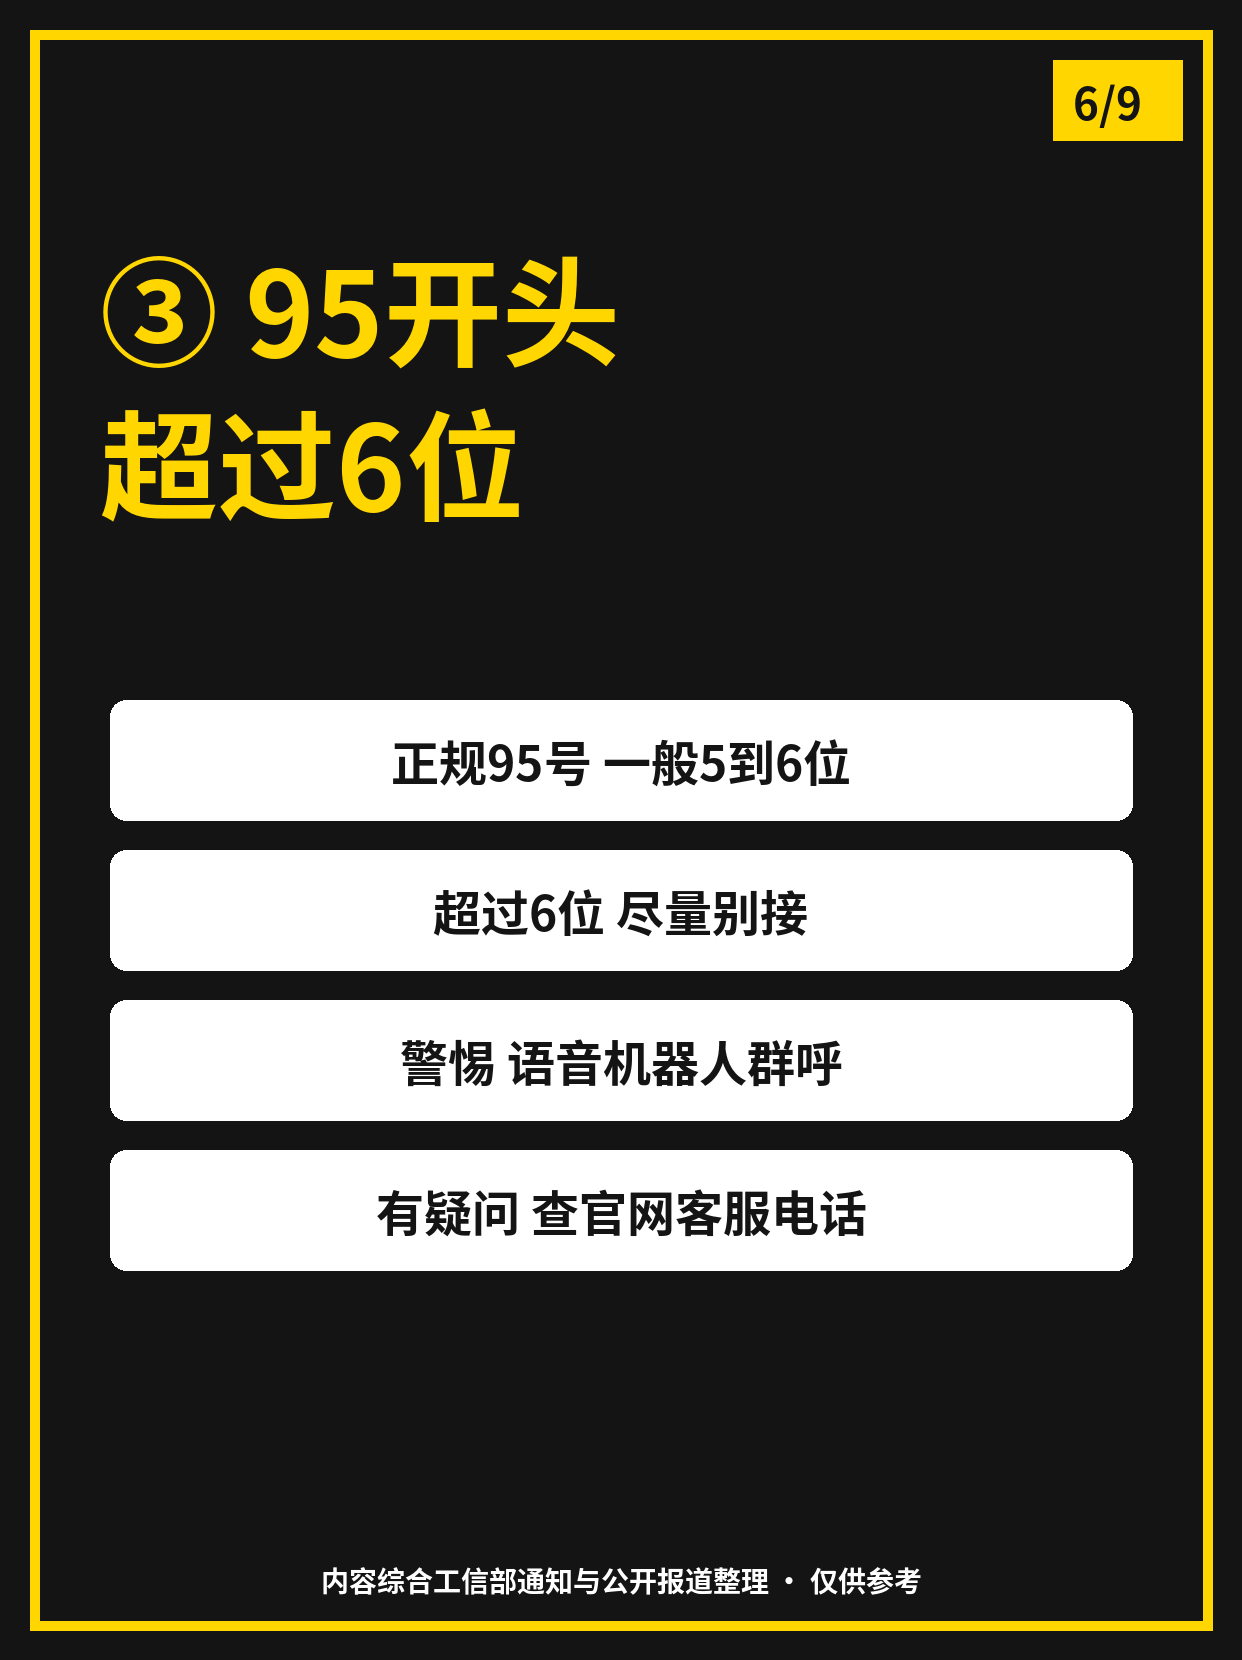 6/9
③ 95开头
超过6位
正规95号 一般5到6位
超过6位 尽量别接
警惕 语音机器人群呼
有疑问 查官网客服电话
内容综合工信部通知与公开报道整理 · 仅供参考